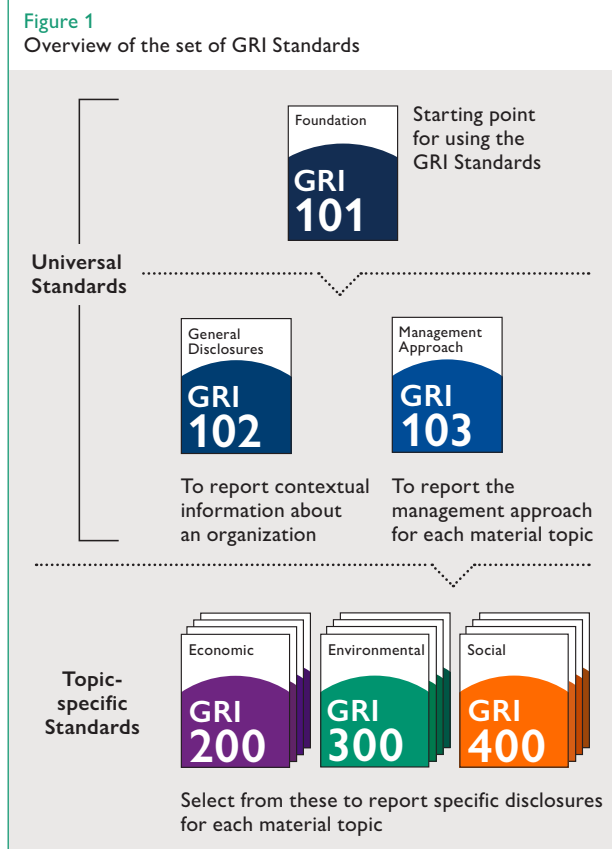 Figure 1
Overview of the set of GRI Standards
Foundation
GRI
101
Starting point
for using the
GRI Standards
Universal
Standards
General
Disclosures
GRI
102
Management
Approach
GRI
103
To report contextual
information about
an organization
To report the
management approach
for each material topic
Topic-
specific
Standards
Economic
GRI
200
Environmental
GRI
300
Social
GRI
400
Select from these to report specific disclosures
for each material topic